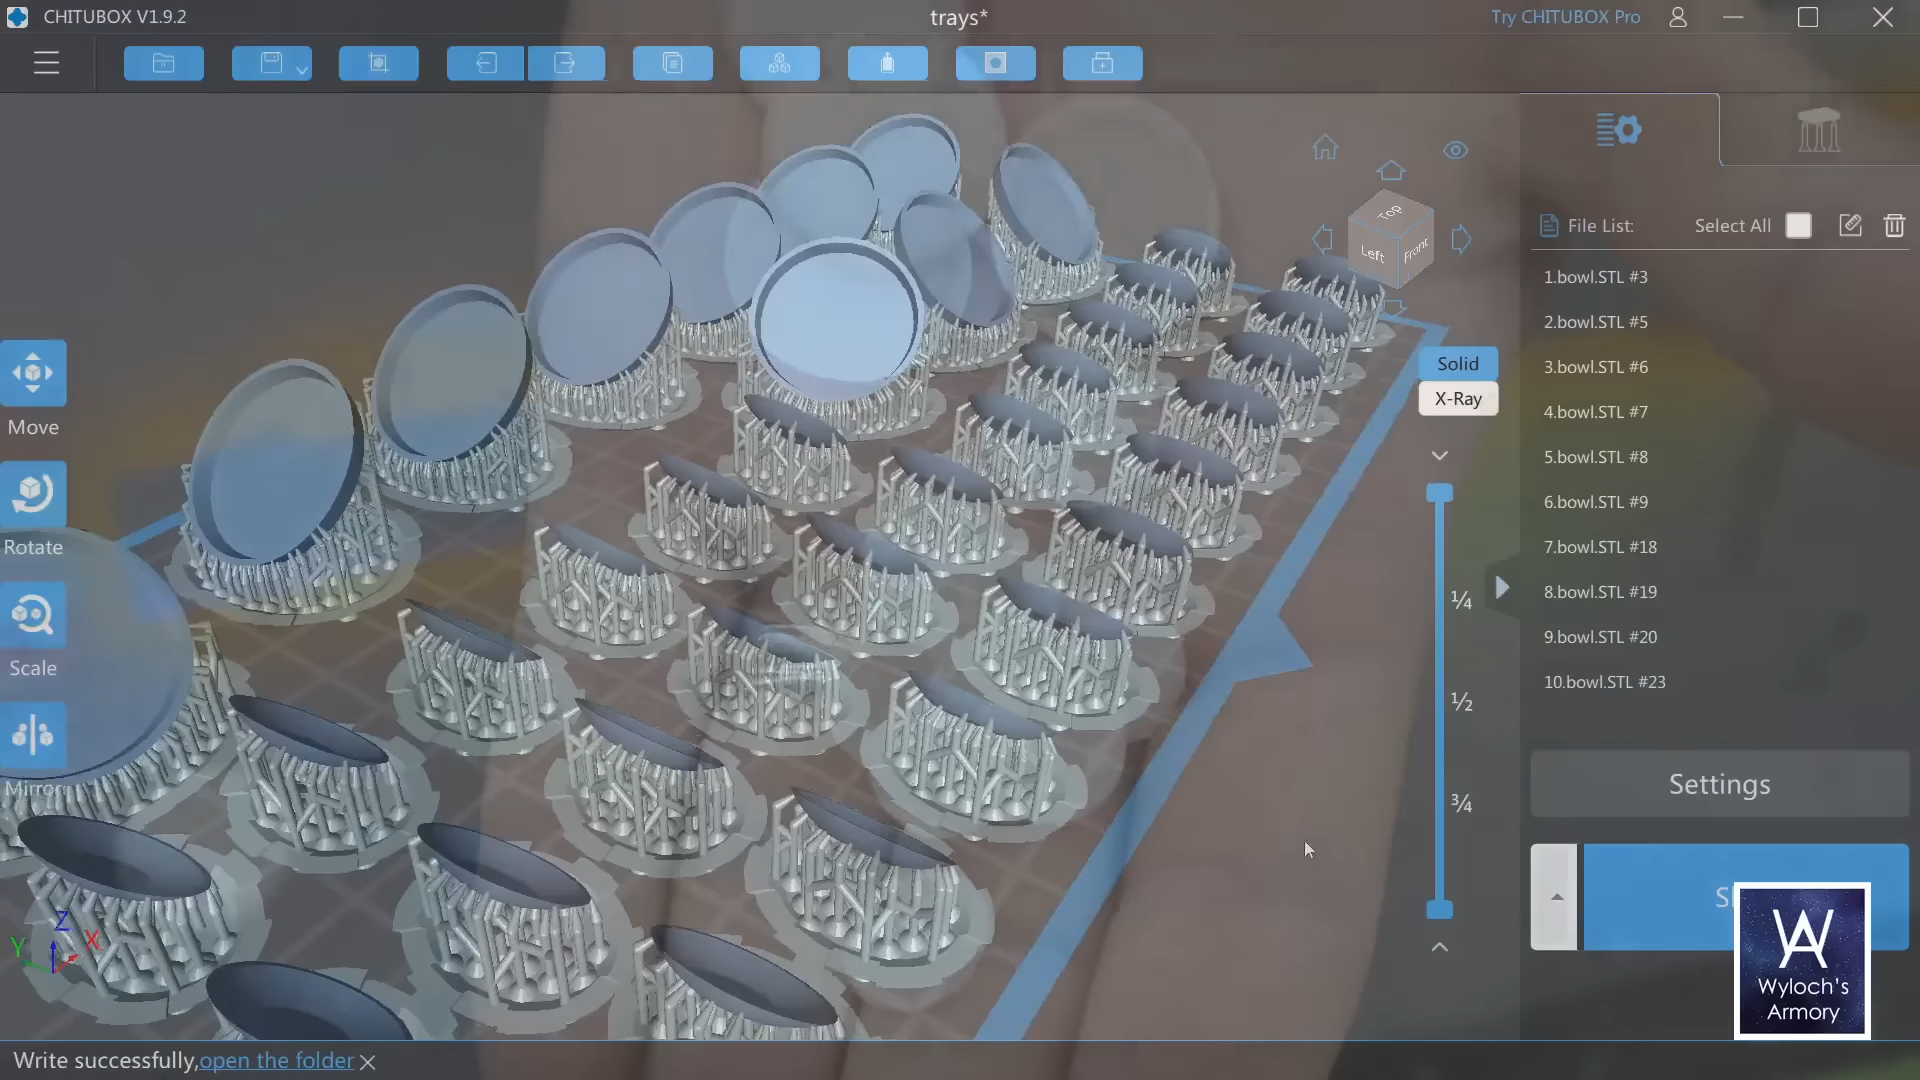 CHITUBOX V1.9.2
trays*
Try CHITUBOX Pro
Top
Left
Front
File List:
Select All
1.bowl.STL #3
2.bowl.STL #5
3.bowl.STL #6
4.bowl.STL #7
5.bowl.STL #8
6.bowl.STL #9
7.bowl.STL #18
8.bowl.STL #19
9.bowl.STL #20
10.bowl.STL #23
Solid
X-Ray
Move
Rotate
Scale
Mirror
¼
½
¾
Settings
Z
Y
X
WA
Wyloch's
Armory
Write successfully,open the folder